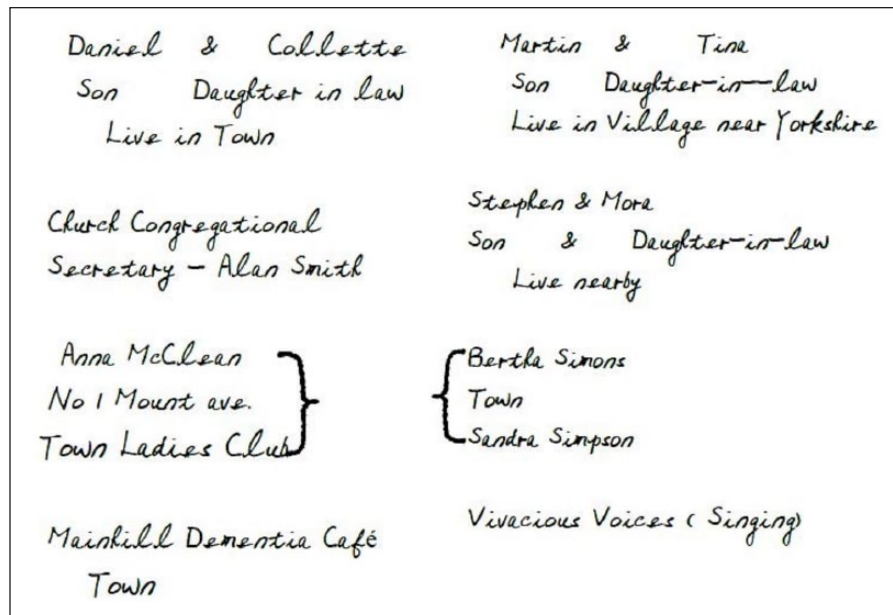 Daniel & Collette
Son Daughter in law
Live in Town
Martin & Tina
Son Daughter-in-law
Live in Village near Yorkshire
Church Congregational
Secretary - Alan Smith
Stephen & Mora
Son & Daughter-in-law
Live nearby
Anna McClean
No 1 Mount ave.
Town Ladies Club
Bertha Simons
Town
Sandra Simpson
Mainhill Dementia Café
Town
Vivacious Voices (Singing)